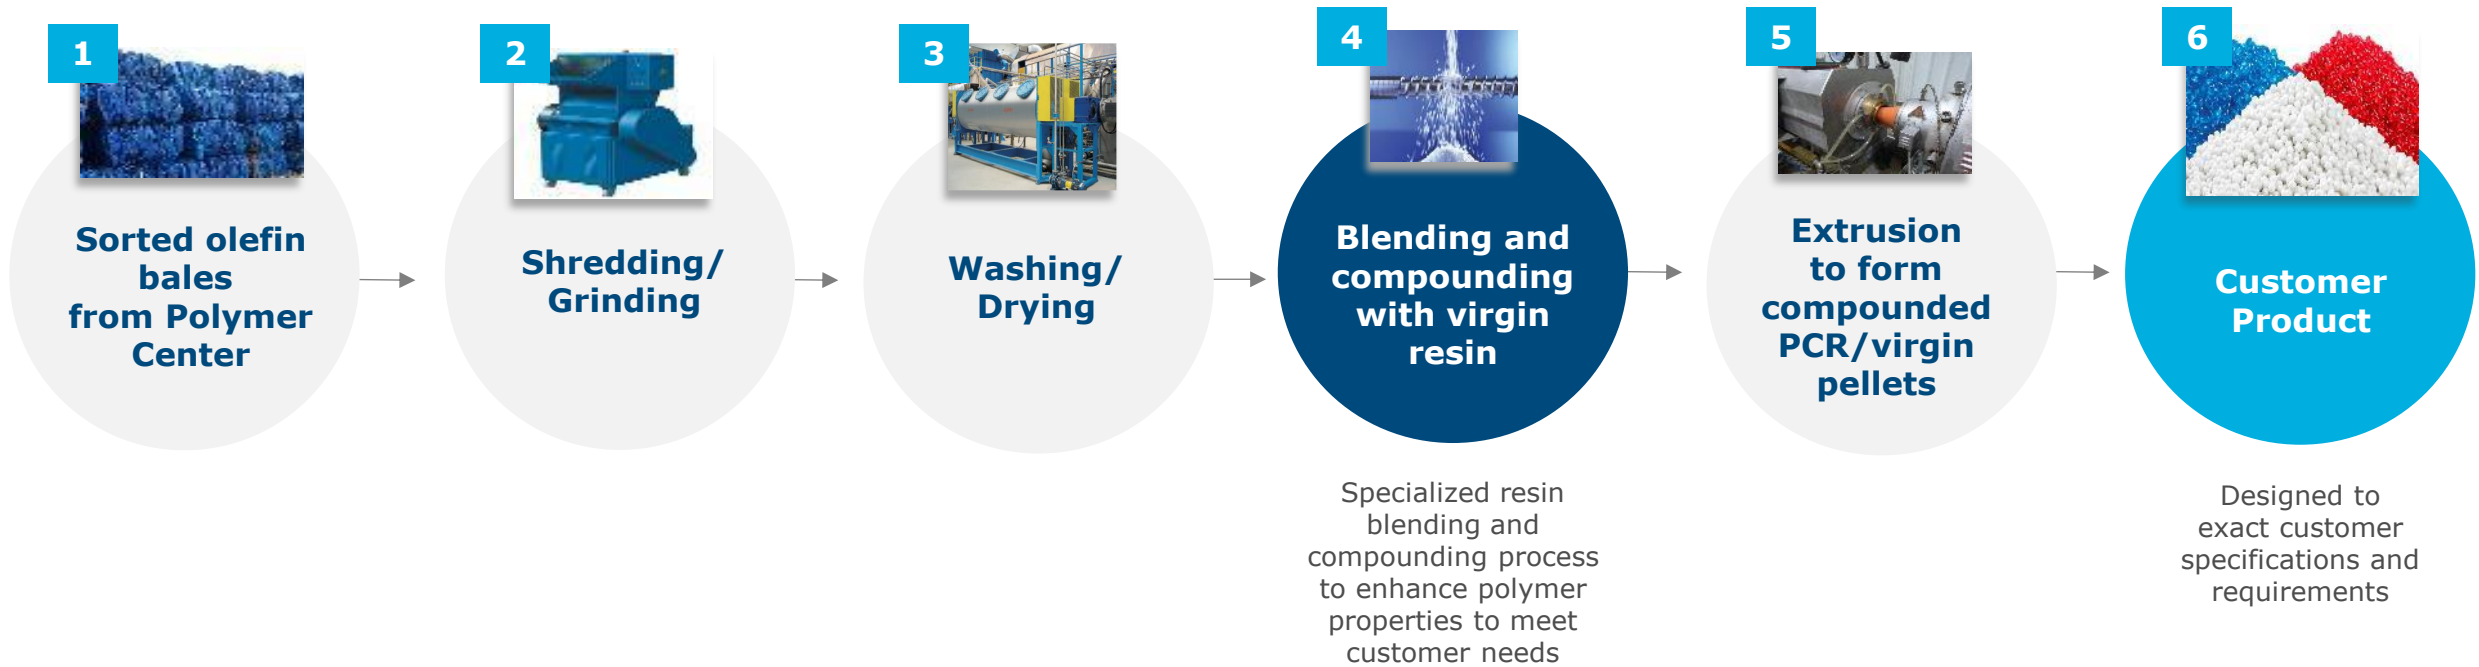 1
Sorted olefin
bales
from Polymer
Center
2
Shredding/
Grinding
3
Washing/
Drying
4
Blending and
compounding
with virgin
resin
Specialized resin
blending and
compounding process
to enhance polymer
properties to meet
customer needs
5
Extrusion
to form
compounded
PCR/virgin
pellets
6
Customer
Product
Designed to
exact customer
specifications and
requirements